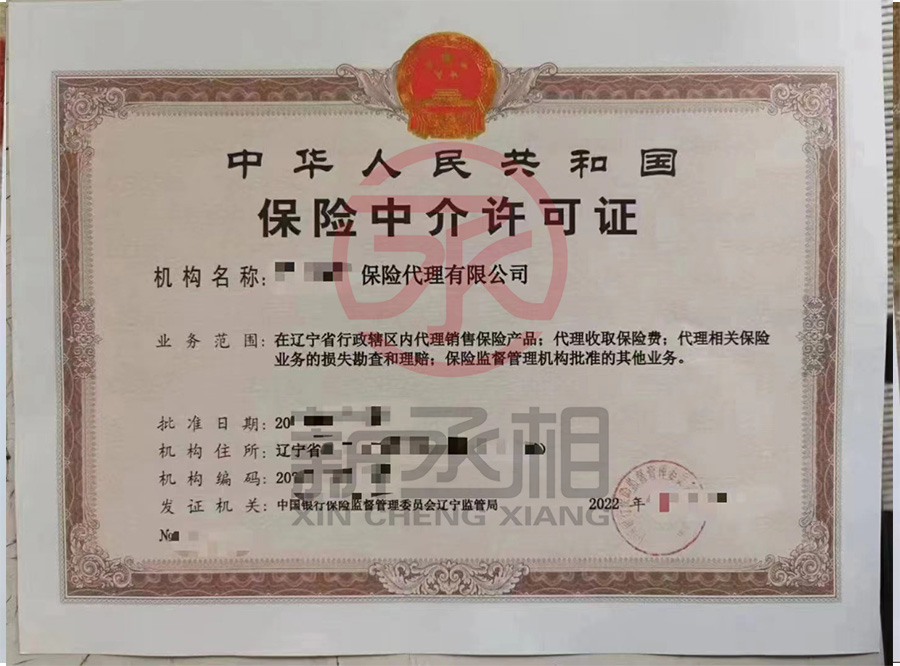 中华人民共和国
保险中介许可证
机构名称: 保险代理有限公司
业务范围: 在辽宁省行政辖区内代理销售保险产品; 代理收取保险费; 代理相关保险
业务的损失勘查和理赔; 保险监督管理机构批准的其他业务。
批准日期: 20
机构住所: 辽宁省
机构编码: 20
发证机关: 中国银行保险监督管理委员会辽宁监管局
2022 年
№
薪丞相
XIN CHENG XIANG